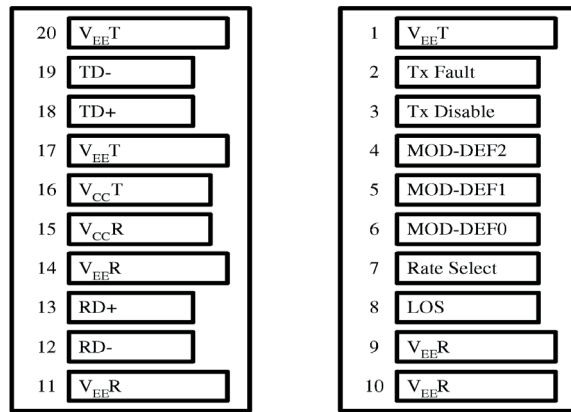 20 VEET
19 TD-
18 TD+
17 VEET
16 VCCT
15 VCCR
14 VEER
13 RD+
12 RD-
11 VEER
1 VEET
2 Tx Fault
3 Tx Disable
4 MOD-DEF2
5 MOD-DEF1
6 MOD-DEF0
7 Rate Select
8 LOS
9 VEER
10 VEER